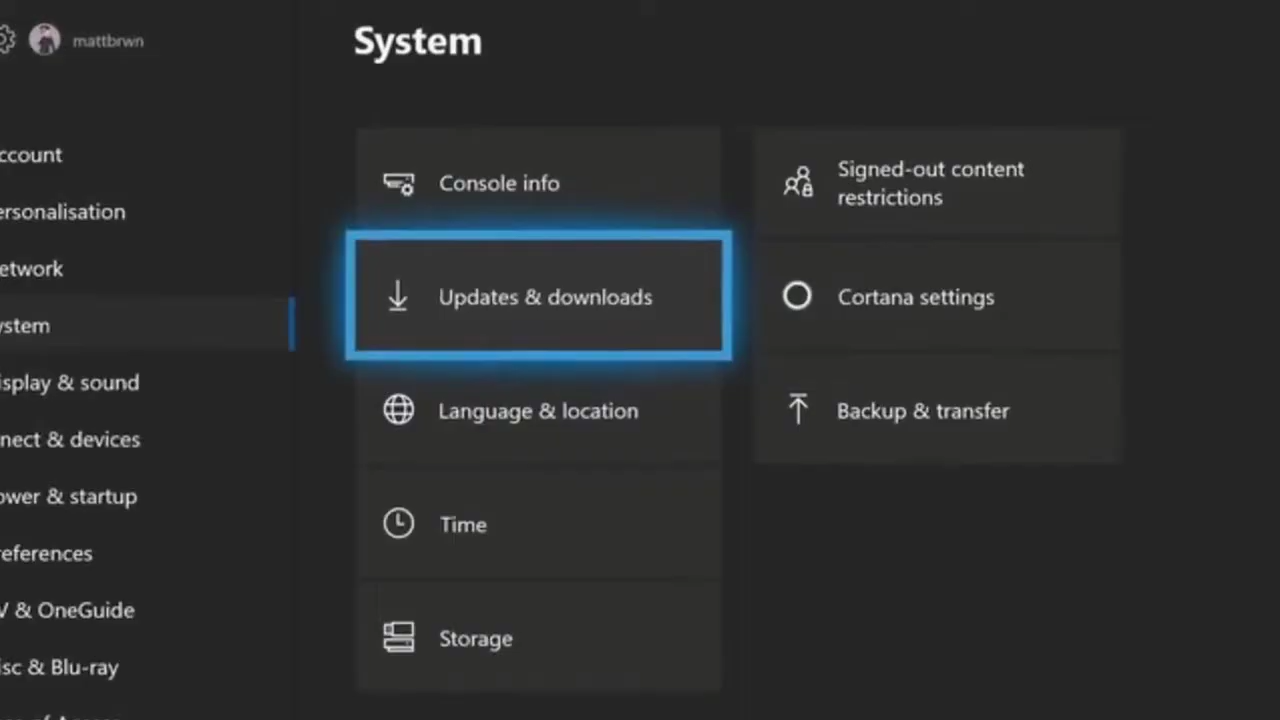 mattbrwn
System
ccount
ersonalisation
etwork
ystem
isplay & sound
nect & devices
ower & startup
references
V & OneGuide
isc & Blu-ray
Console info
Updates & downloads
Language & location
Time
Storage
Signed-out content
restrictions
Cortana settings
Backup & transfer